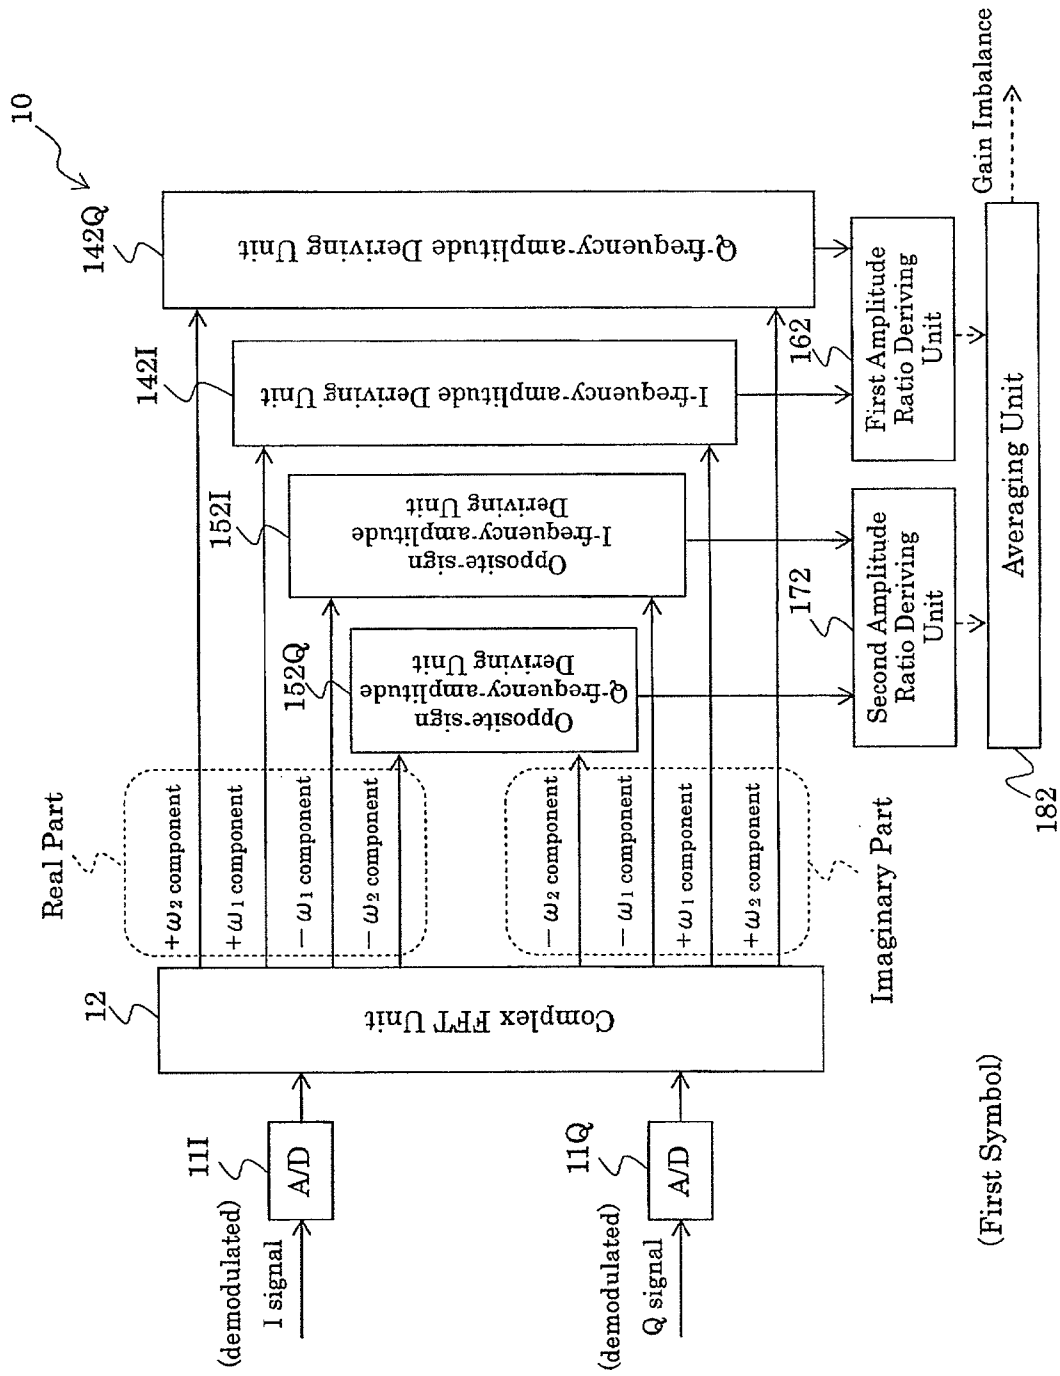 10
142Q
Q-frequency-amplitude Deriving Unit
142I
I-frequency-amplitude Deriving Unit
152I
Opposite-sign
I-frequency-amplitude
Deriving Unit
152Q
Opposite-sign
Q-frequency-amplitude
Deriving Unit
162
First Amplitude
Ratio Deriving
Unit
172
Second Amplitude
Ratio Deriving
Unit
Averaging Unit
182
Gain Imbalance
Real Part
+ω2 component
+ω1 component
−ω1 component
−ω2 component
−ω2 component
−ω1 component
+ω1 component
+ω2 component
Imaginary Part
12
Complex FFT Unit
11I
A/D
(demodulated)
I signal
11Q
A/D
(demodulated)
Q signal
(First Symbol)